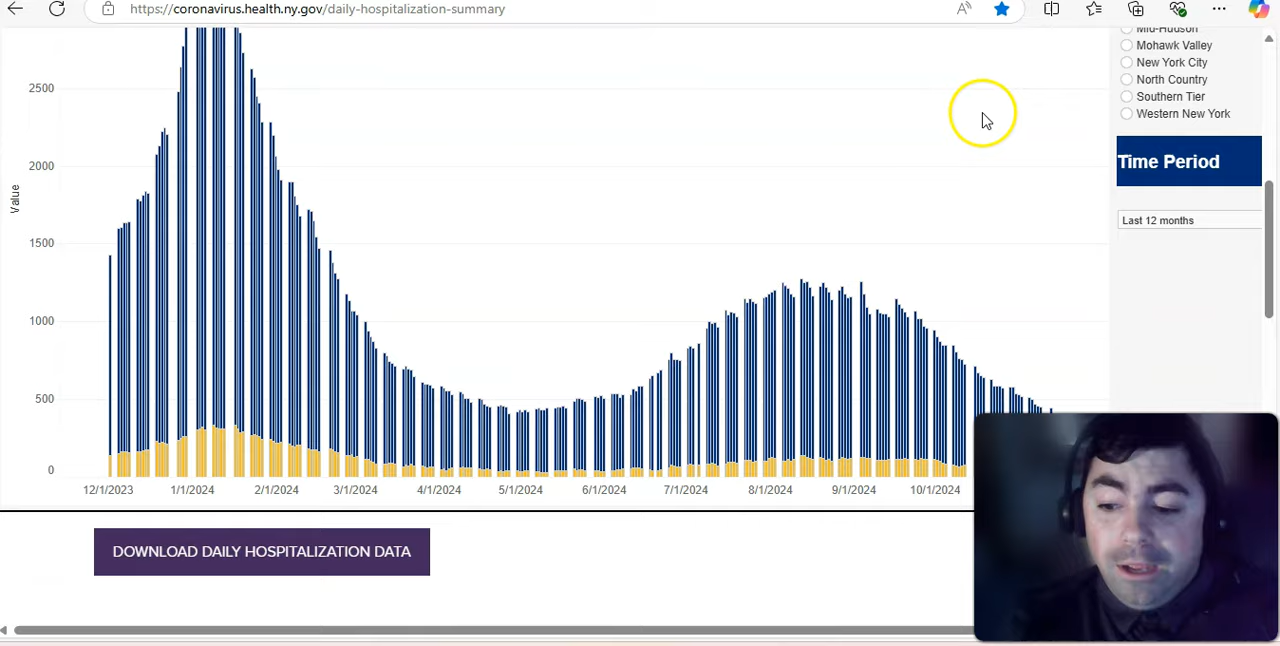 https://coronavirus.health.ny.gov/daily-hospitalization-summary
Mid-Hudson
Mohawk Valley
New York City
North Country
Southern Tier
Western New York
Time Period
Last 12 months
Value
2500
2000
1500
1000
500
0
12/1/2023 1/1/2024 2/1/2024 3/1/2024 4/1/2024 5/1/2024 6/1/2024 7/1/2024 8/1/2024 9/1/2024 10/1/2024
DOWNLOAD DAILY HOSPITALIZATION DATA